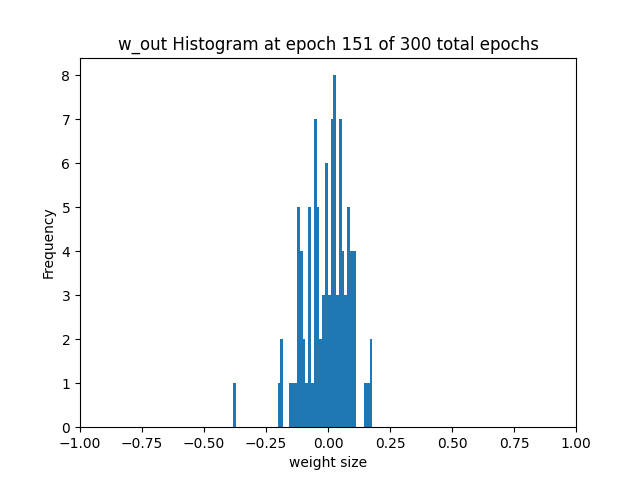 w_out Histogram at epoch 151 of 300 total epochs
8
7
6
5
4
3
2
1
0
Frequency
−1.00 −0.75 −0.50 −0.25 0.00 0.25 0.50 0.75 1.00
weight size